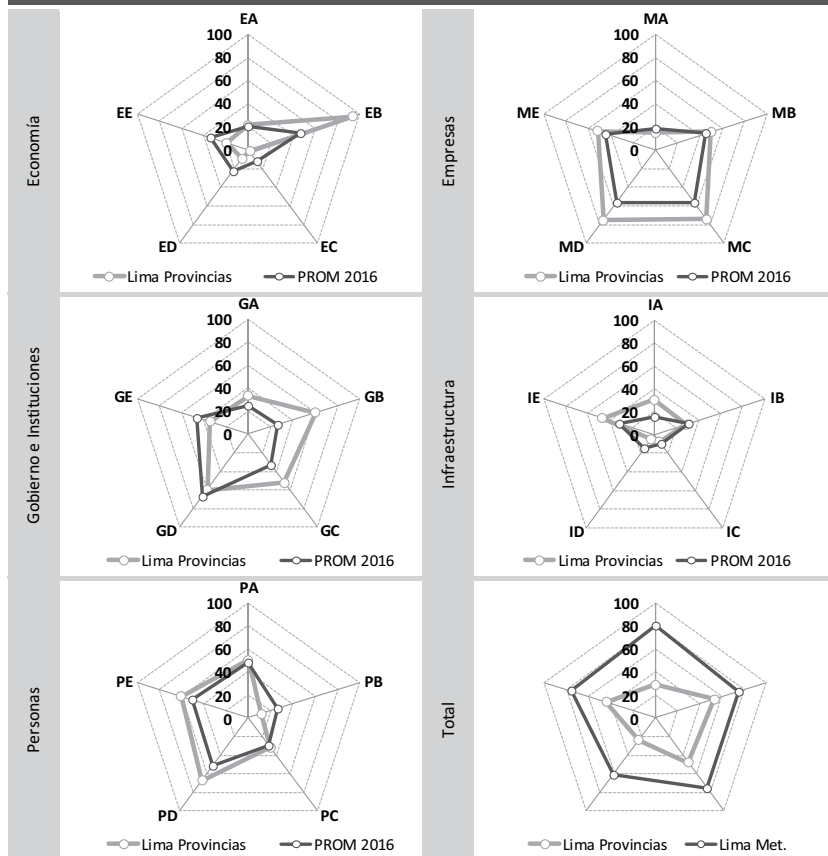 Economía
EA
100
80
60
40
20
0
EB
EC
ED
EE
Lima Provincias PROM 2016
Empresas
MA
100
80
60
40
20
0
MB
MC
MD
ME
Lima Provincias PROM 2016
Gobierno e Instituciones
GA
100
80
60
40
20
0
GB
GC
GD
GE
Lima Provincias PROM 2016
Infraestructura
IA
100
80
60
40
20
0
IB
IC
ID
IE
Lima Provincias PROM 2016
Personas
PA
100
80
60
40
20
0
PB
PC
PD
PE
Lima Provincias PROM 2016
Total
100
80
60
40
20
0
Lima Provincias Lima Met.